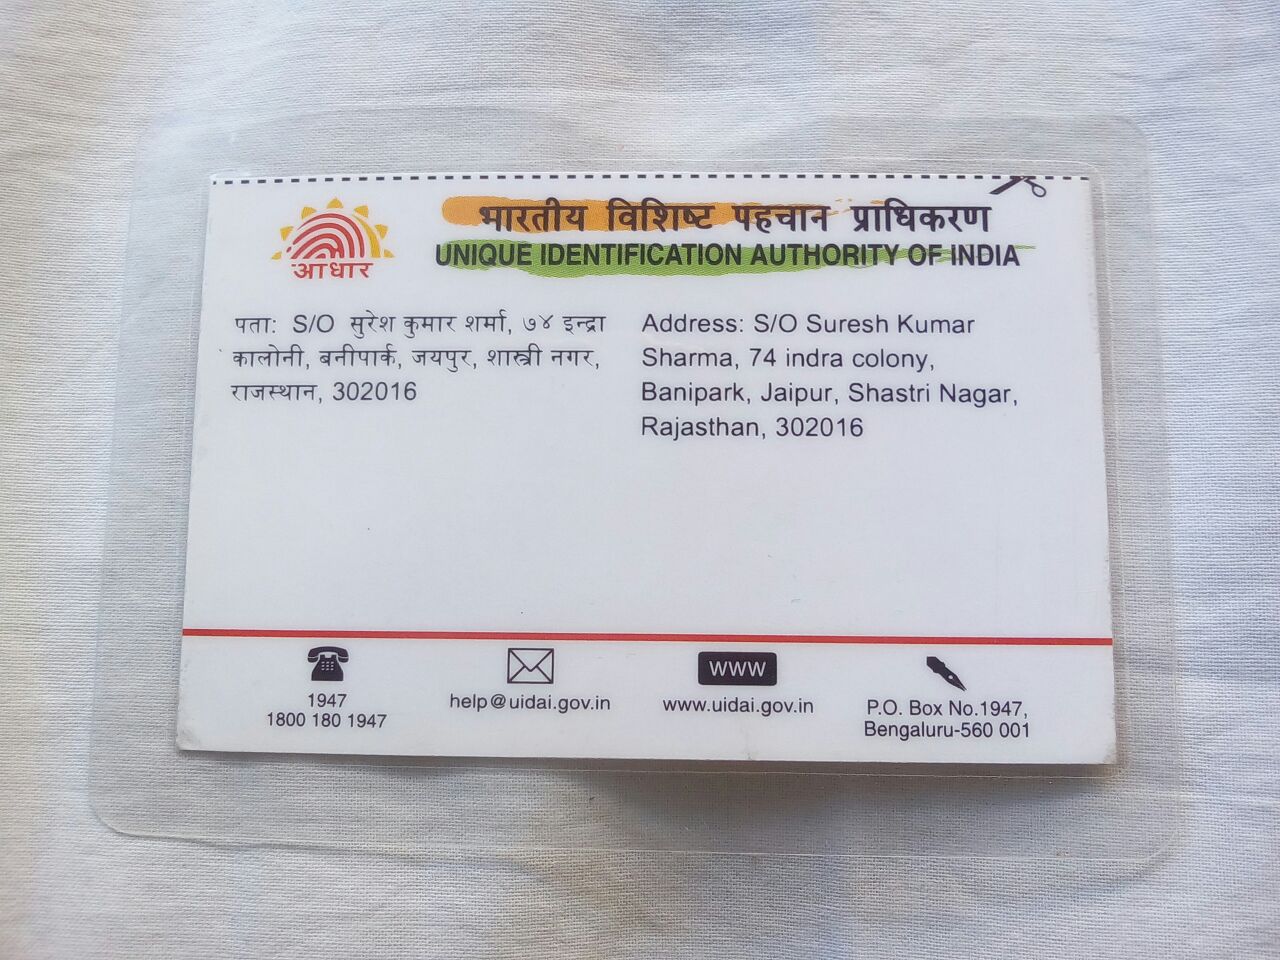 आधार
भारतीय विशिष्ट पहचान प्राधिकरण
UNIQUE IDENTIFICATION AUTHORITY OF INDIA
पता: S/O सुरेश कुमार शर्मा, ७४ इन्द्रा
कालोनी, बनीपार्क, जयपुर, शास्त्री नगर,
राजस्थान, 302016
Address: S/O Suresh Kumar
Sharma, 74 indra colony,
Banipark, Jaipur, Shastri Nagar,
Rajasthan, 302016
1947
1800 180 1947
help@uidai.gov.in
www
www.uidai.gov.in
P.O. Box No.1947,
Bengaluru-560 001